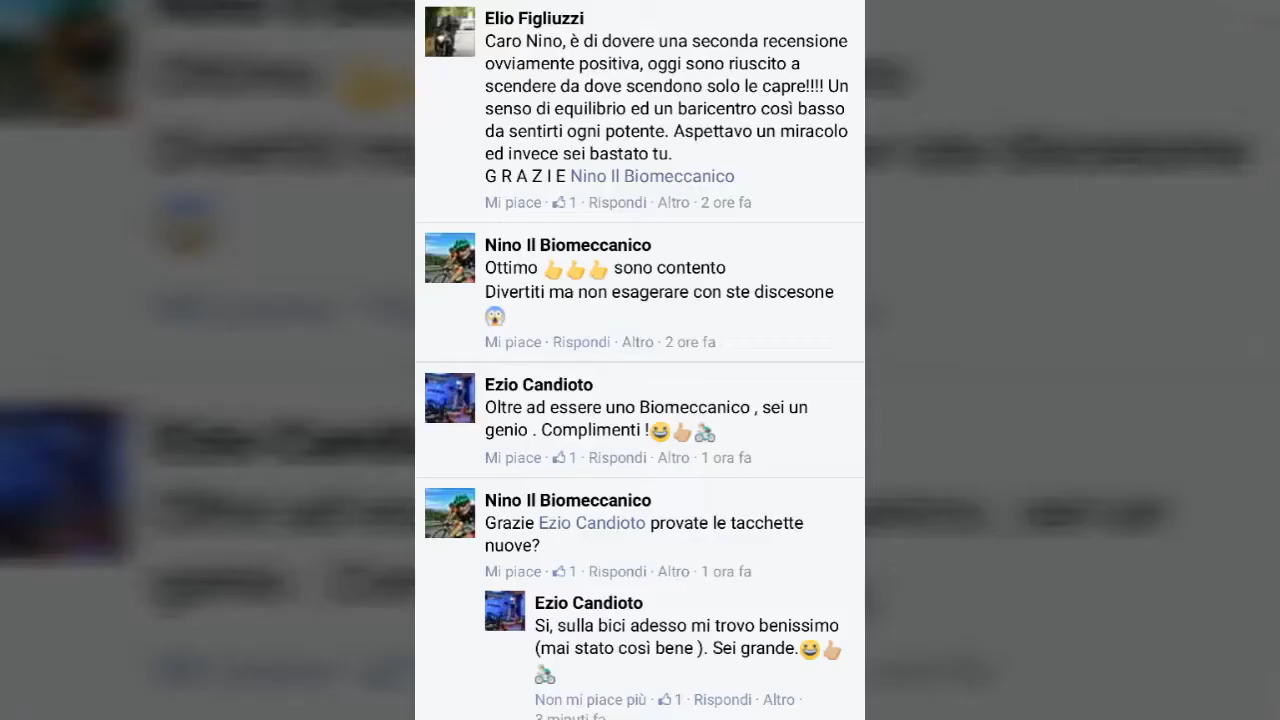 Elio Figliuzzi
Caro Nino, è di dovere una seconda recensione
ovviamente positiva, oggi sono riuscito a
scendere da dove scendono solo le capre!!!! Un
senso di equilibrio ed un baricentro così basso
da sentirti ogni potente. Aspettavo un miracolo
ed invece sei bastato tu.
G R A Z I E Nino Il Biomeccanico
Mi piace · 1 · Rispondi · Altro · 2 ore fa
Nino Il Biomeccanico
Ottimo 👍👍👍 sono contento
Divertiti ma non esagerare con ste discesone
😱
Mi piace · Rispondi · Altro · 2 ore fa
Ezio Candioto
Oltre ad essere uno Biomeccanico , sei un
genio . Complimenti !😂👍🏼🚴🏼
Mi piace · 1 · Rispondi · Altro · 1 ora fa
Nino Il Biomeccanico
Grazie Ezio Candioto provate le tacchette
nuove?
Mi piace · 1 · Rispondi · Altro · 1 ora fa
Ezio Candioto
Si, sulla bici adesso mi trovo benissimo
(mai stato così bene ). Sei grande.😂👍🏼
🚴🏼
Non mi piace più · 1 · Rispondi · Altro ·
3 minuti fa